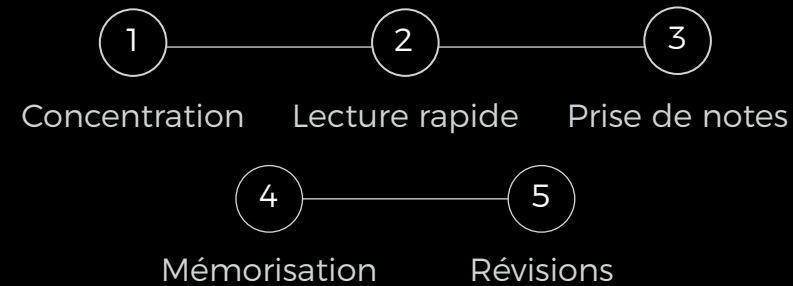 1 2 3
Concentration Lecture rapide Prise de notes
4 5
Mémorisation Révisions